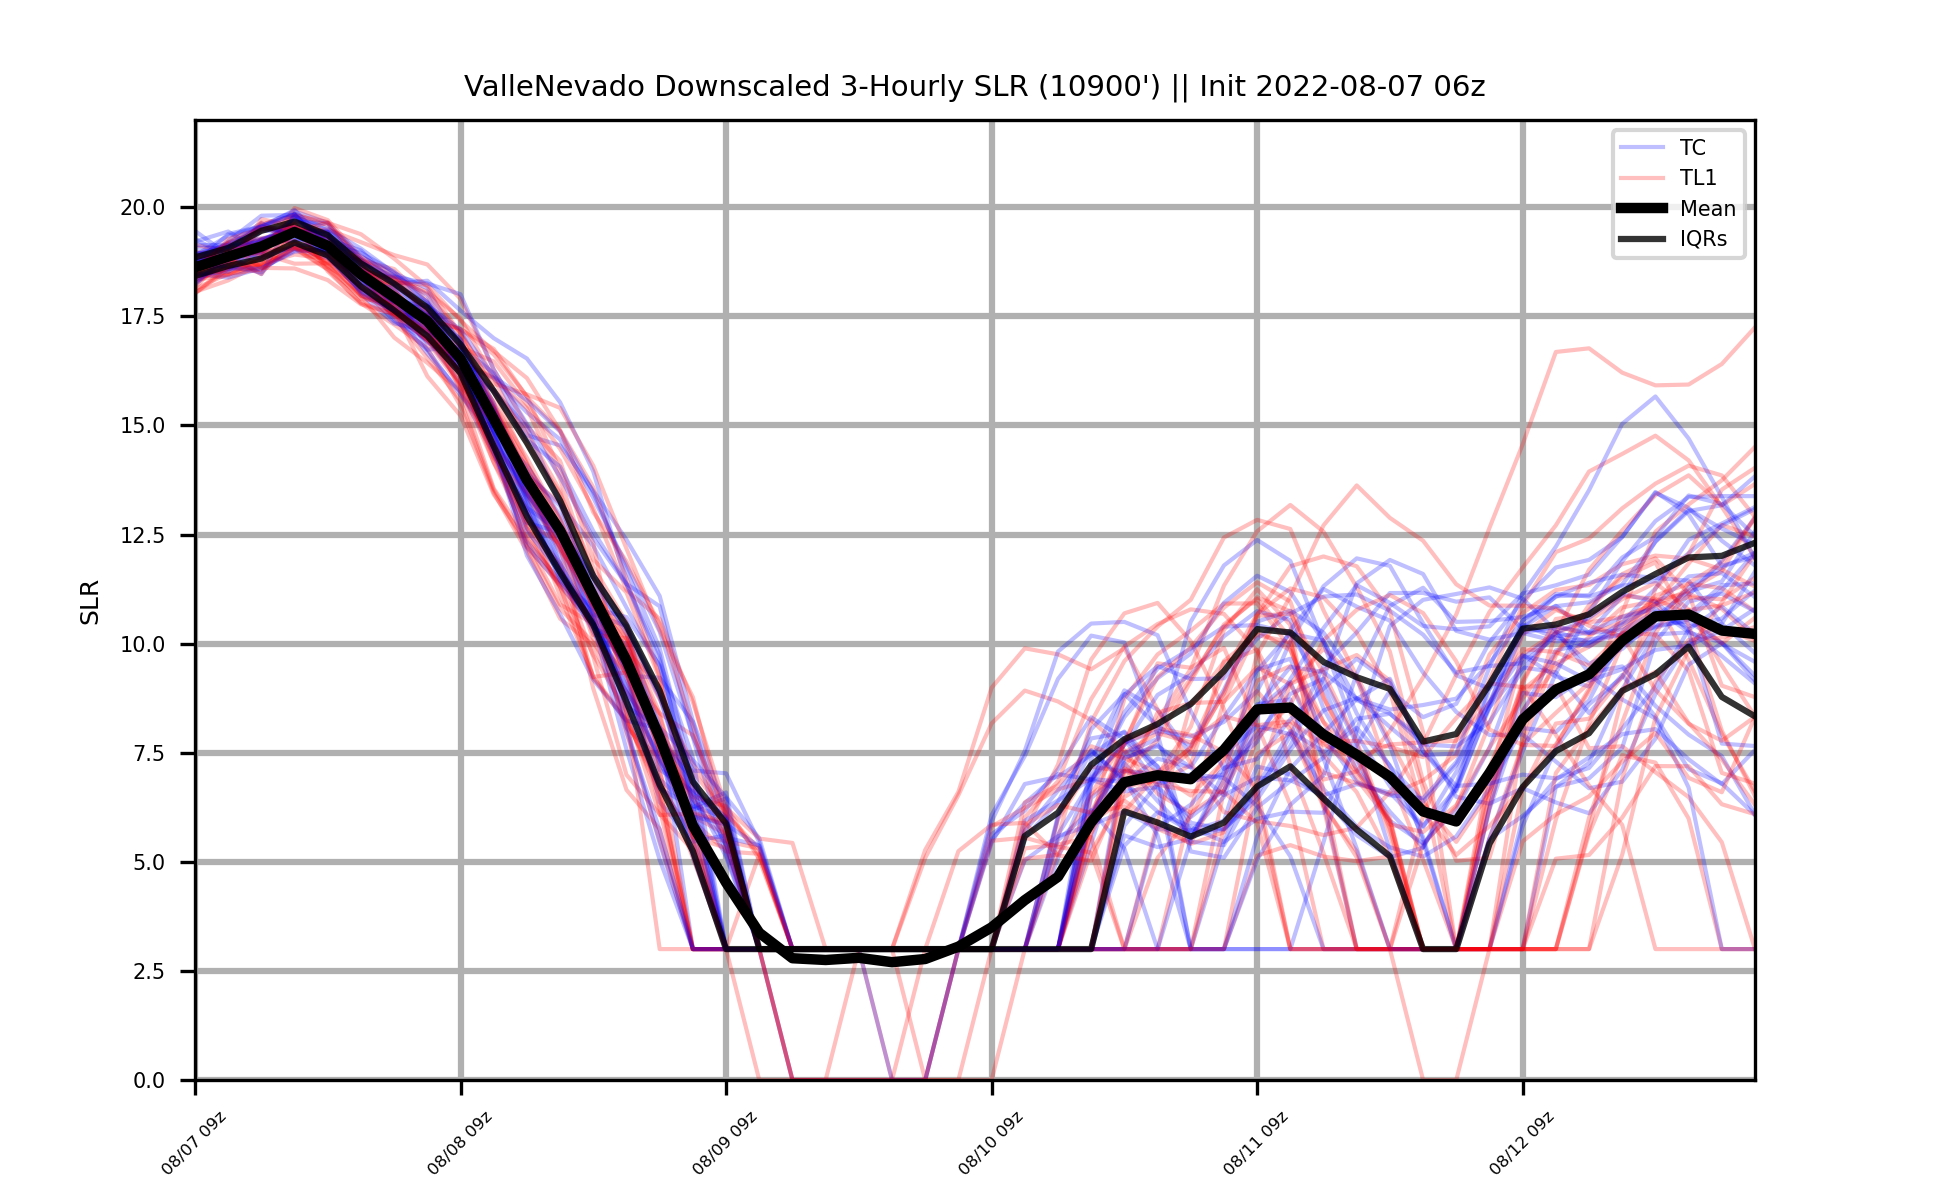 ValleNevado Downscaled 3-Hourly SLR (10900') || Init 2022-08-07 06z
TC
TL1
Mean
IQRs
SLR
20.0
17.5
15.0
12.5
10.0
7.5
5.0
2.5
0.0
08/07 09z
08/08 09z
08/09 09z
08/10 09z
08/11 09z
08/12 09z